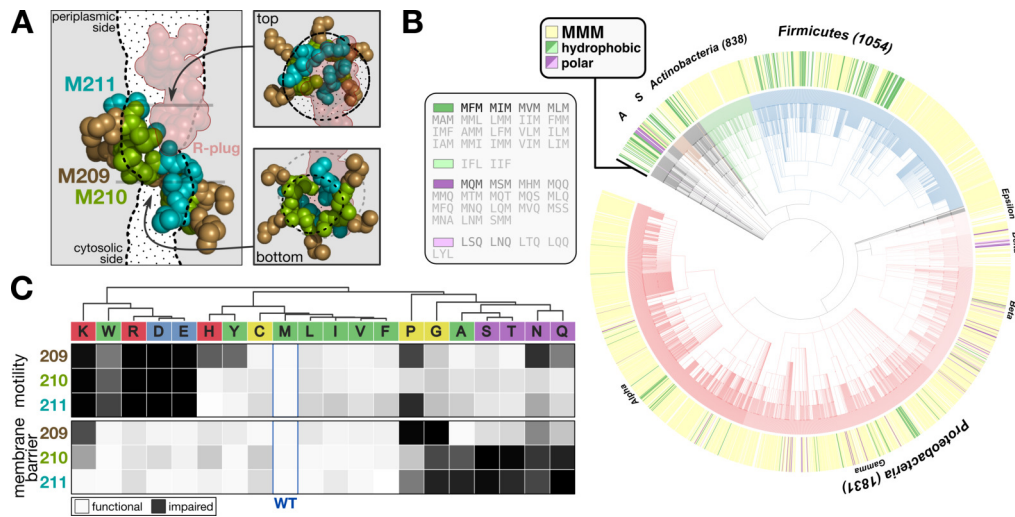 A
periplasmic
side
M211
R-plug
M209
M210
cytosolic
side
top
bottom
B
MMM
hydrophobic
polar
MFM MIM MVM MLM
MAM MML LMM IIM FMM
IMF AMM LFM VLM ILM
IAM MMI IMM VIM LIM
IFL IIF
MQM MSM MHM MQQ
MMQ MTM MQT MQS MLQ
MFQ MNQ LQM MVQ MSS
MNA LNM SMM
LSQ LNQ LTQ LQQ
LYL
A
S
Actinobacteria (838)
Firmicutes (1054)
Epsilon
Beta
Gamma
Alpha
Proteobacteria (1831)
C
K W R D E H Y C M L I V F P G A S T N Q
motility
209
210
211
membrane
barrier
209
210
211
WT
functional
impaired